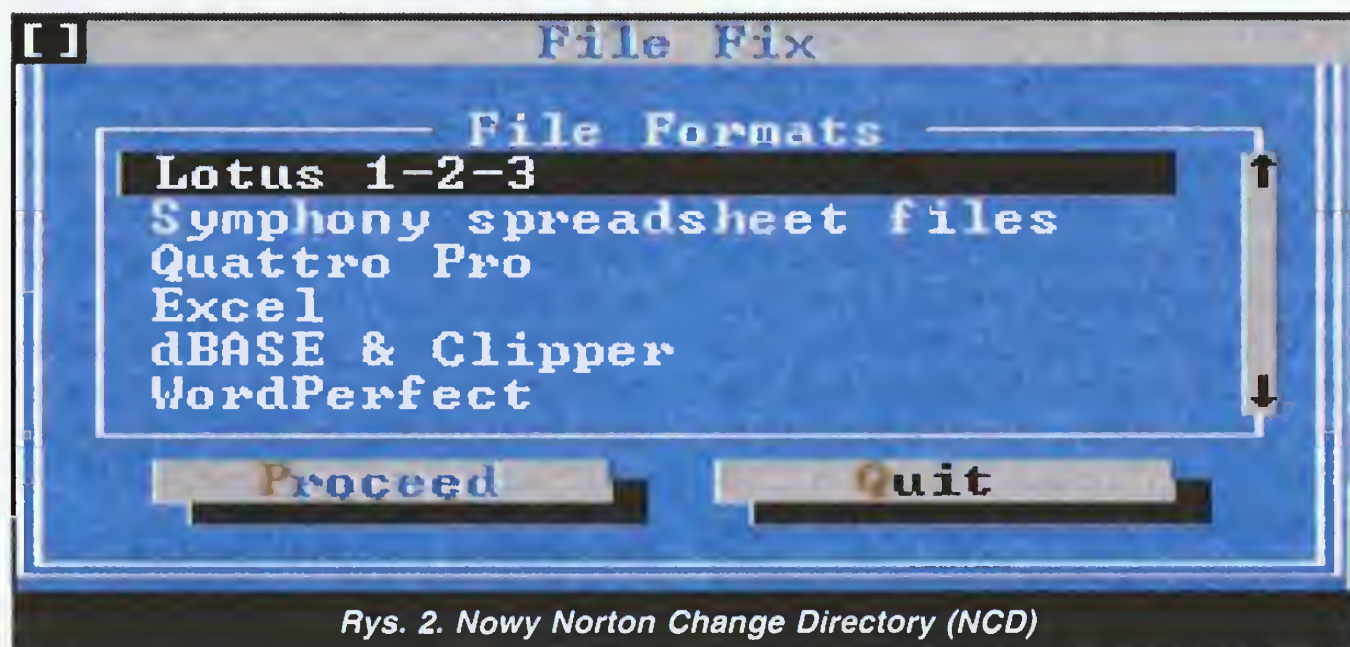 [ ] File Fix
File Formats
Lotus 1-2-3
Symphony spreadsheet files
Quattro Pro
Excel
dBASE & Clipper
WordPerfect
Proceed Quit
Rys. 2. Nowy Norton Change Directory (NCD)